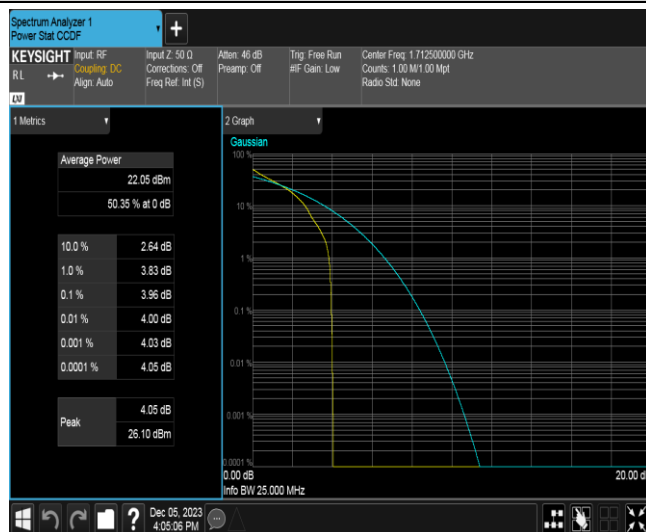 Spectrum Analyzer 1
Power Stat CCDF
+
KEYSIGHT
RL
LXI
Input: RF
Coupling: DC
Align: Auto
Input Z: 50 Ω
Corrections: Off
Freq Ref: Int (S)
Atten: 46 dB
Preamp: Off
Trig: Free Run
#IF Gain: Low
Center Freq: 1.712500000 GHz
Counts: 1.00 M/1.00 Mpt
Radio Std: None
1 Metrics
Average Power
22.05 dBm
50.35 % at 0 dB
10.0 % 2.64 dB
1.0 % 3.83 dB
0.1 % 3.96 dB
0.01 % 4.00 dB
0.001 % 4.03 dB
0.0001 % 4.05 dB
Peak
4.05 dB
26.10 dBm
2 Graph
Gaussian
100 %
10 %
1 %
0.1 %
0.01 %
0.001 %
0.0001 %
0.00 dB
20.00 d
Info BW 25.000 MHz
?
Dec 05, 2023
4:05:06 PM